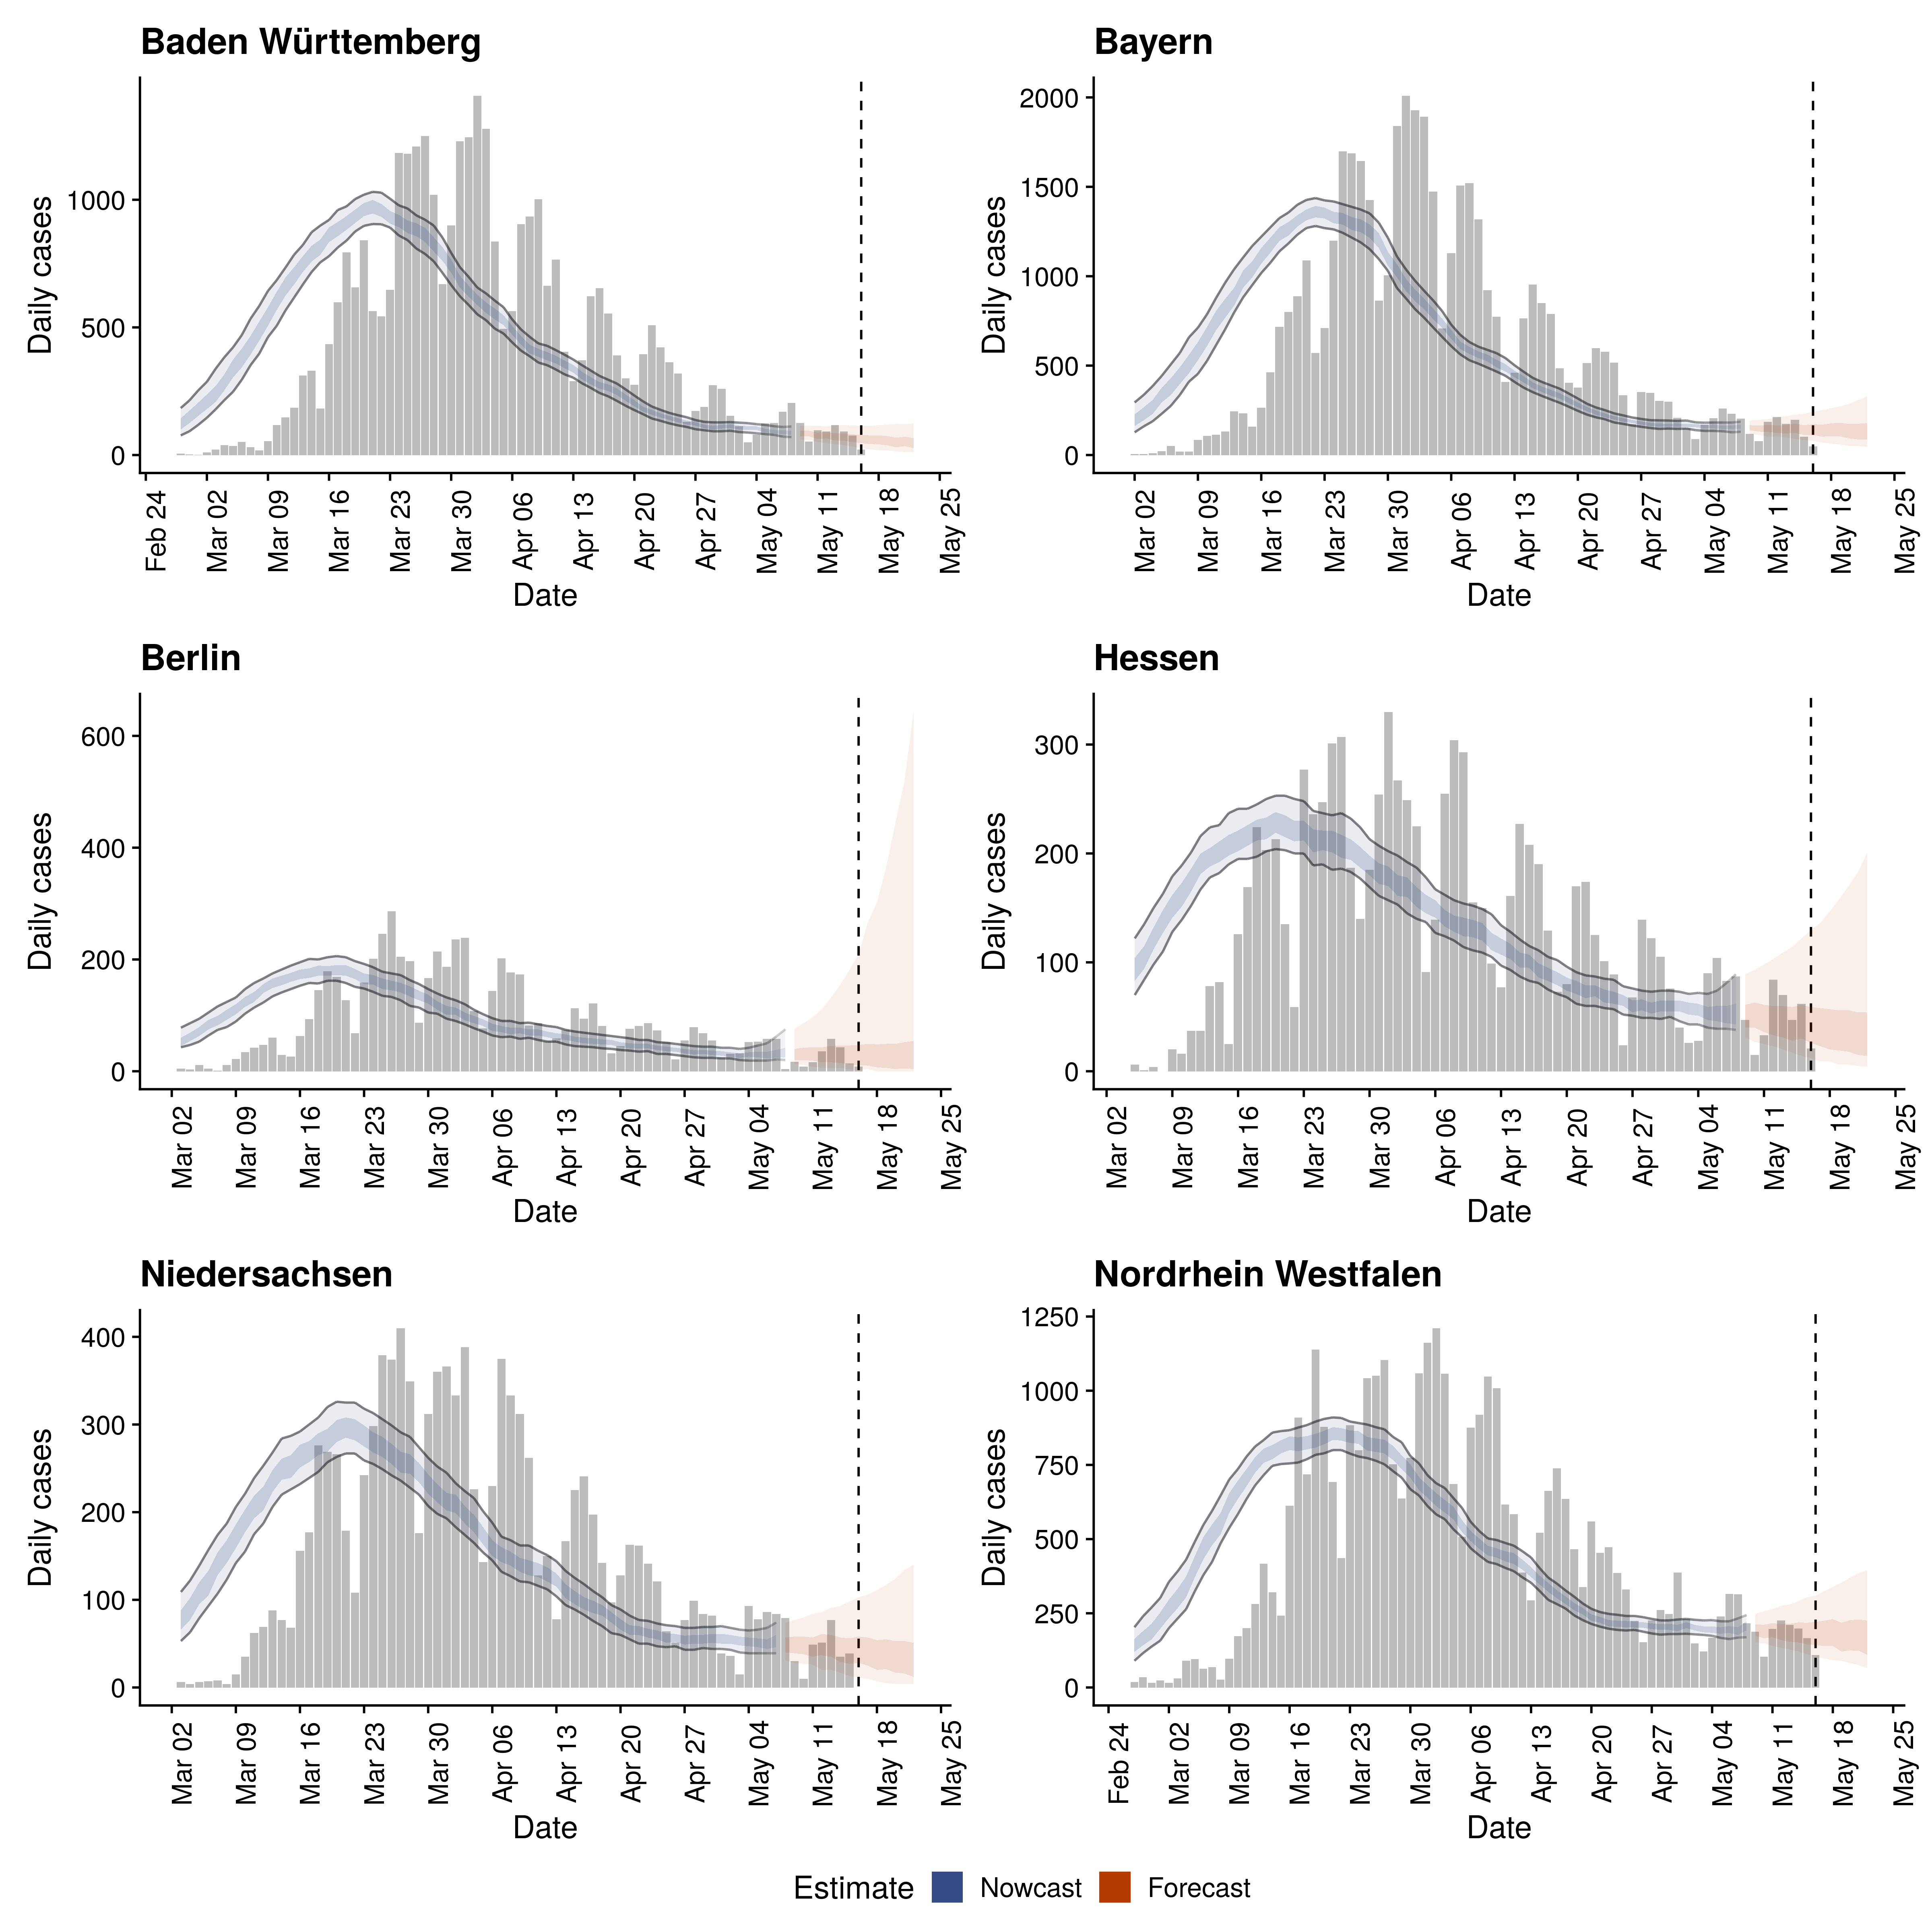 Baden Württemberg
Daily cases
1000
500
0
Feb 24
Mar 02
Mar 09
Mar 16
Mar 23
Mar 30
Apr 06
Apr 13
Apr 20
Apr 27
May 04
May 11
May 18
May 25
Date
Bayern
Daily cases
2000
1500
1000
500
0
Mar 02
Mar 09
Mar 16
Mar 23
Mar 30
Apr 06
Apr 13
Apr 20
Apr 27
May 04
May 11
May 18
May 25
Date
Berlin
Daily cases
600
400
200
0
Mar 02
Mar 09
Mar 16
Mar 23
Mar 30
Apr 06
Apr 13
Apr 20
Apr 27
May 04
May 11
May 18
May 25
Date
Hessen
Daily cases
300
200
100
0
Mar 02
Mar 09
Mar 16
Mar 23
Mar 30
Apr 06
Apr 13
Apr 20
Apr 27
May 04
May 11
May 18
May 25
Date
Niedersachsen
Daily cases
400
300
200
100
0
Mar 02
Mar 09
Mar 16
Mar 23
Mar 30
Apr 06
Apr 13
Apr 20
Apr 27
May 04
May 11
May 18
May 25
Date
Nordrhein Westfalen
Daily cases
1250
1000
750
500
250
0
Feb 24
Mar 02
Mar 09
Mar 16
Mar 23
Mar 30
Apr 06
Apr 13
Apr 20
Apr 27
May 04
May 11
May 18
May 25
Date
Estimate Nowcast Forecast